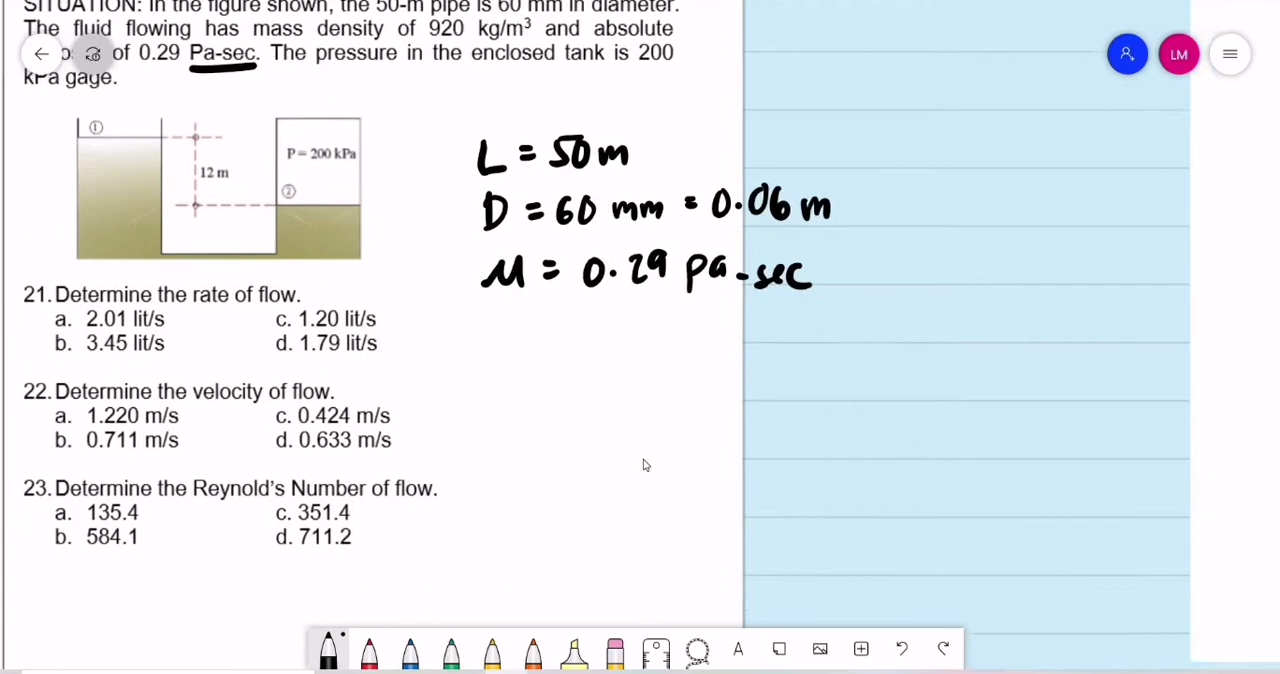 SITUATION: In the figure shown, the 50-m pipe is 60 mm in diameter.
The fluid flowing has mass density of 920 kg/m³ and absolute
of 0.29 Pa-sec. The pressure in the enclosed tank is 200
kPa gage.
LM
①
P = 200 kPa
12 m
②
L = 50 m
D = 60 mm = 0.06 m
μ = 0.29 pa-sec
21. Determine the rate of flow.
a. 2.01 lit/s c. 1.20 lit/s
b. 3.45 lit/s d. 1.79 lit/s
22. Determine the velocity of flow.
a. 1.220 m/s c. 0.424 m/s
b. 0.711 m/s d. 0.633 m/s
23. Determine the Reynold's Number of flow.
a. 135.4 c. 351.4
b. 584.1 d. 711.2
A